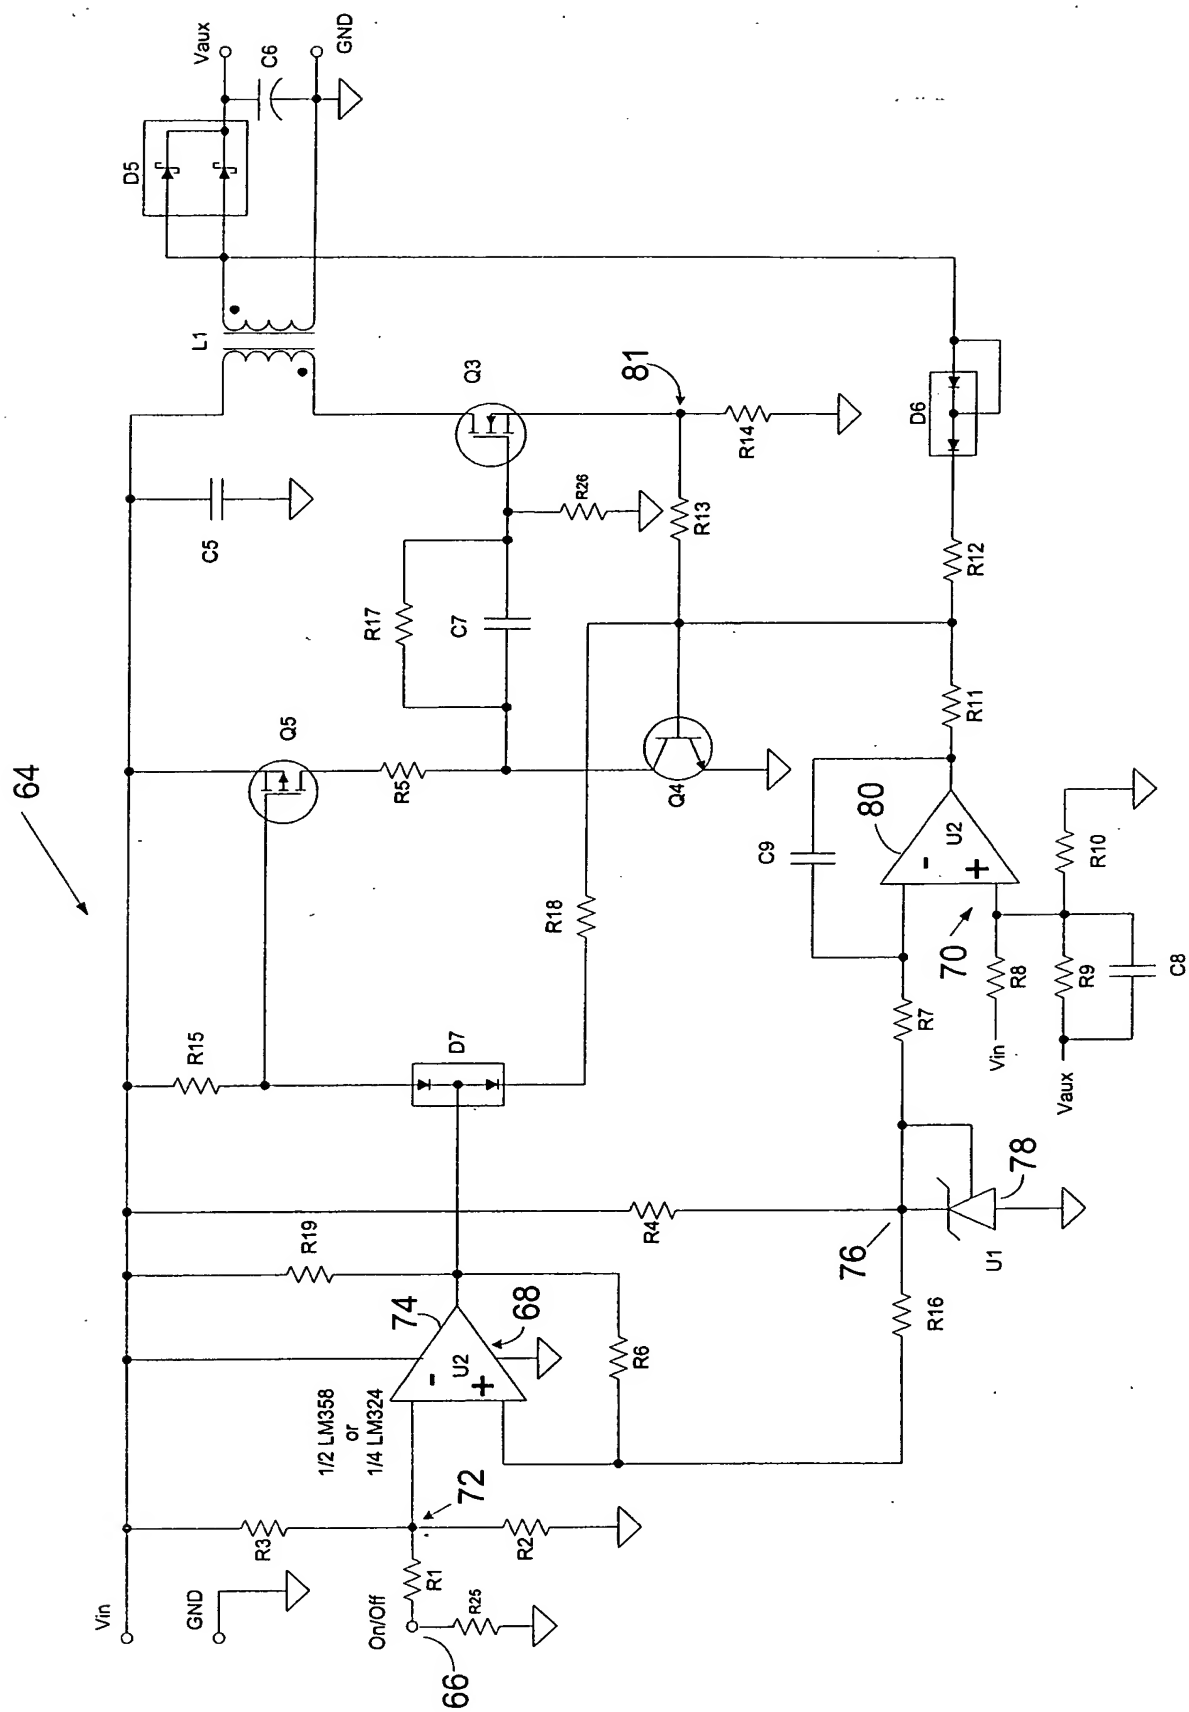 64
Vin
GND
On/Off
66
R25
R1
R3
R2
72
1/2 LM358
or
1/4 LM324
-
+
U2
74
68
R19
R6
R16
R4
76
U1
78
R15
D7
R18
Q5
R5
Q4
R17
C7
R26
R13
R14
81
Q3
C5
L1
D5
Vaux
C6
GND
D6
R12
R11
C9
80
-
+
U2
70
R7
R8
Vin
R9
R10
C8
Vaux